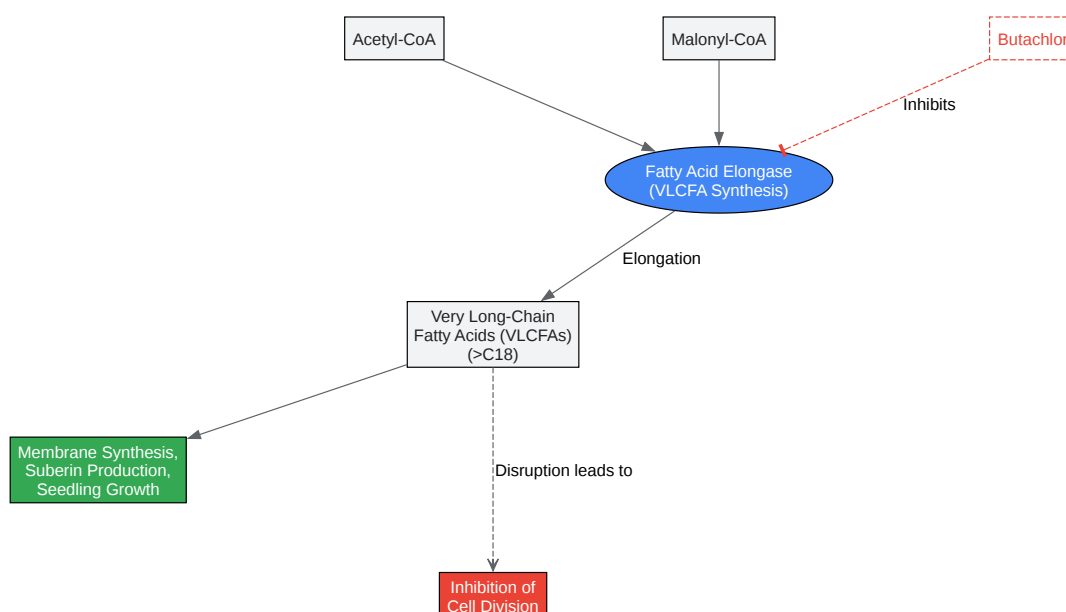 Acetyl-CoA
Malonyl-CoA
Butachlor
Inhibits
Fatty Acid Elongase
(VLCFA Synthesis)
Elongation
Very Long-Chain
Fatty Acids (VLCFAs)
(>C18)
Membrane Synthesis,
Suberin Production,
Seedling Growth
Disruption leads to
Inhibition of
Cell Division